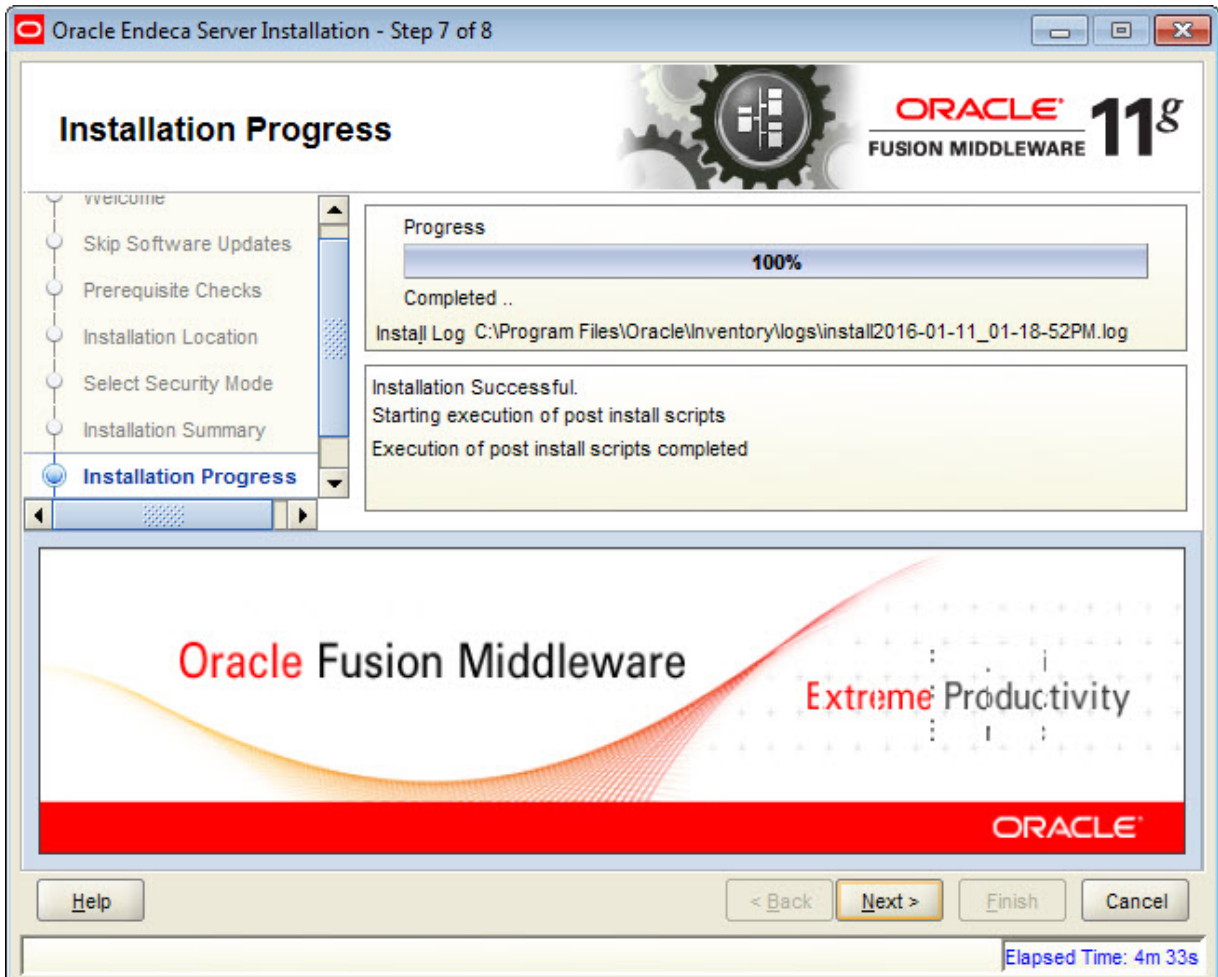 Oracle Endeca Server Installation - Step 7 of 8
Installation Progress
ORACLE
FUSION MIDDLEWARE
11g
Welcome
Skip Software Updates
Prerequisite Checks
Installation Location
Select Security Mode
Installation Summary
Installation Progress
Progress
100%
Completed ..
Install Log C:\Program Files\Oracle\Inventory\logs\install2016-01-11_01-18-52PM.log
Installation Successful.
Starting execution of post install scripts
Execution of post install scripts completed
Oracle Fusion Middleware
Extreme Productivity
ORACLE
Help
< Back
Next >
Finish
Cancel
Elapsed Time: 4m 33s